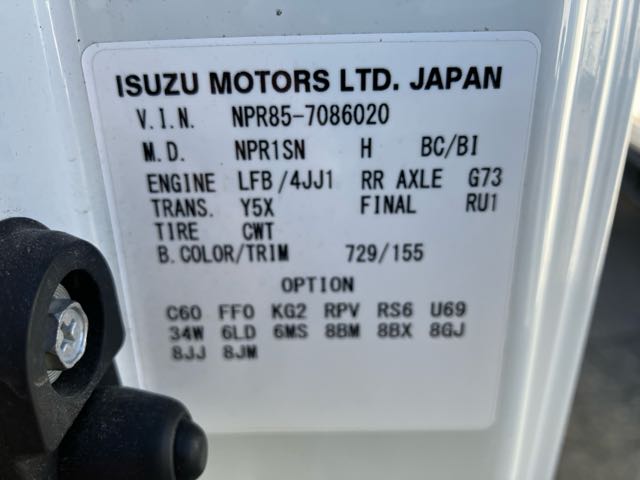 ISUZU MOTORS LTD. JAPAN
V.I.N. NPR85-7086020
M.D. NPR1SN H BC/BI
ENGINE LFB/4JJ1 RR AXLE G73
TRANS. Y5X FINAL RU1
TIRE CWT
B.COLOR/TRIM 729/155
OPTION
C60 FF0 KG2 RPV RS6 U69
34W 6LD 6MS 8BM 8BX 8GJ
8JJ 8JM